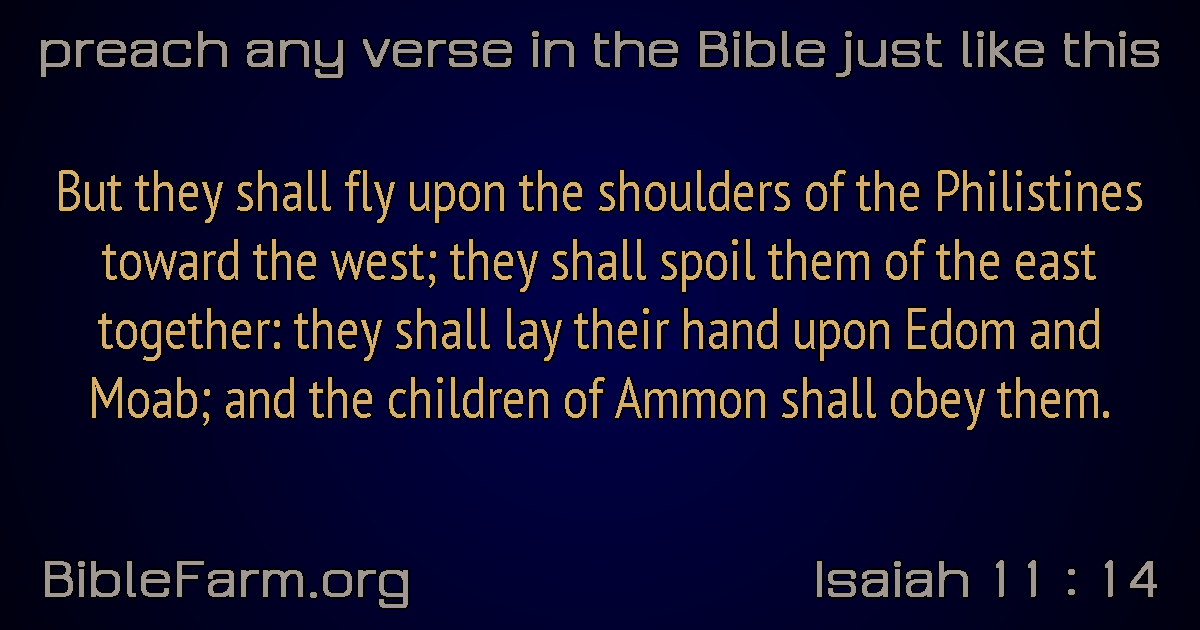 preach any verse in the Bible just like this
But they shall fly upon the shoulders of the Philistines
toward the west; they shall spoil them of the east
together: they shall lay their hand upon Edom and
Moab; and the children of Ammon shall obey them.
BibleFarm.org
Isaiah 11 : 14